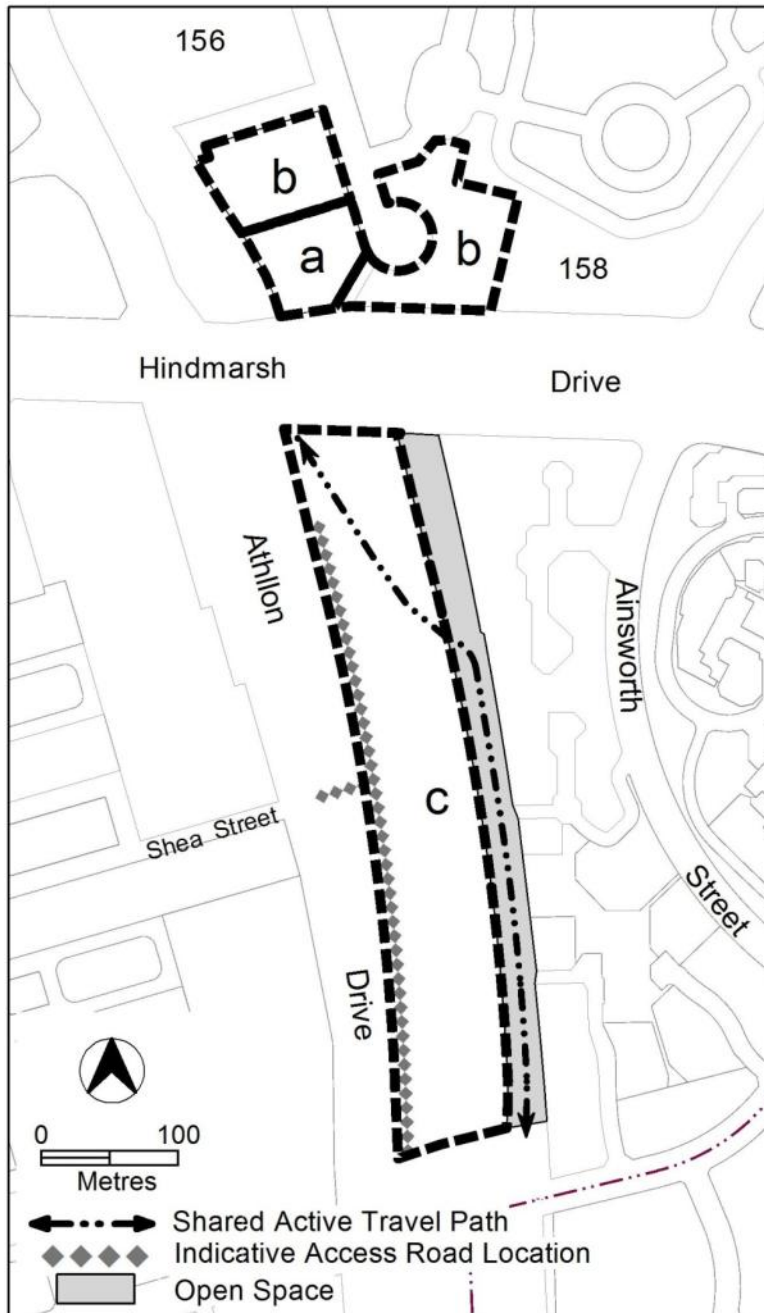 156
b
a
b
158
Hindmarsh Drive
Athllon
Ainsworth
c
Shea Street
Street
Drive
0 100
Metres
Shared Active Travel Path
Indicative Access Road Location
Open Space